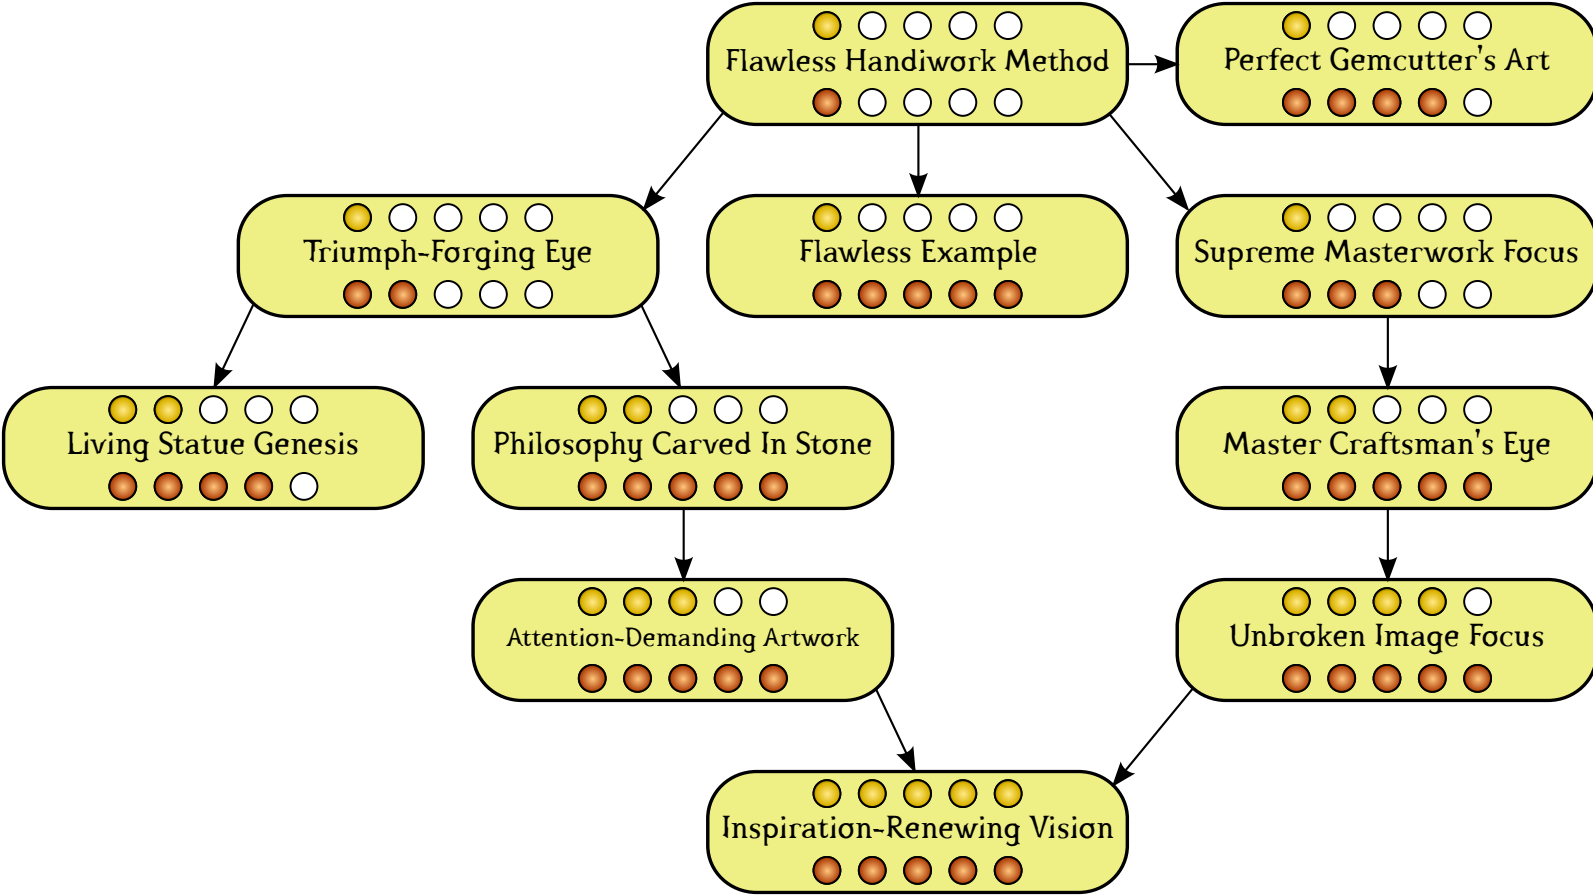 Flawless Handiwork Method
Perfect Gemcutter's Art
Triumph-Forging Eye
Flawless Example
Supreme Masterwork Focus
Living Statue Genesis
Philosophy Carved In Stone
Master Craftsman's Eye
Attention-Demanding Artwork
Unbroken Image Focus
Inspiration-Renewing Vision